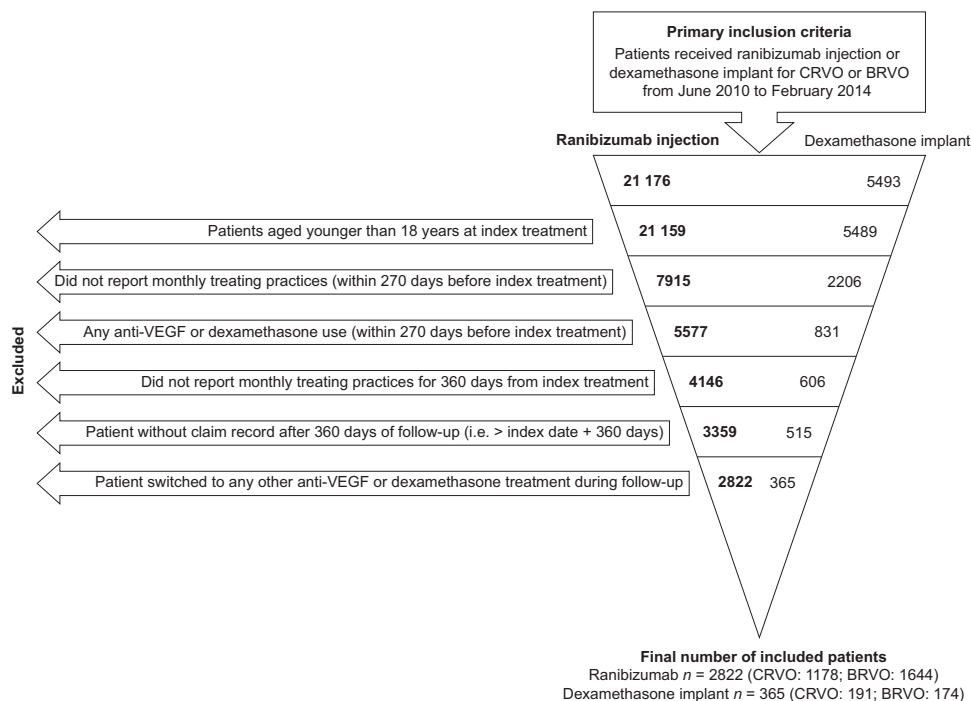 Primary inclusion criteria
Patients received ranibizumab injection or
dexamethasone implant for CRVO or BRVO
from June 2010 to February 2014
Ranibizumab injection
Dexamethasone implant
21 176
5493
Patients aged younger than 18 years at index treatment
21 159
5489
Did not report monthly treating practices (within 270 days before index treatment)
7915
2206
Any anti-VEGF or dexamethasone use (within 270 days before index treatment)
5577
831
Did not report monthly treating practices for 360 days from index treatment
4146
606
Patient without claim record after 360 days of follow-up (i.e. > index date + 360 days)
3359
515
Patient switched to any other anti-VEGF or dexamethasone treatment during follow-up
2822
365
Excluded
Final number of included patients
Ranibizumab n = 2822 (CRVO: 1178; BRVO: 1644)
Dexamethasone implant n = 365 (CRVO: 191; BRVO: 174)